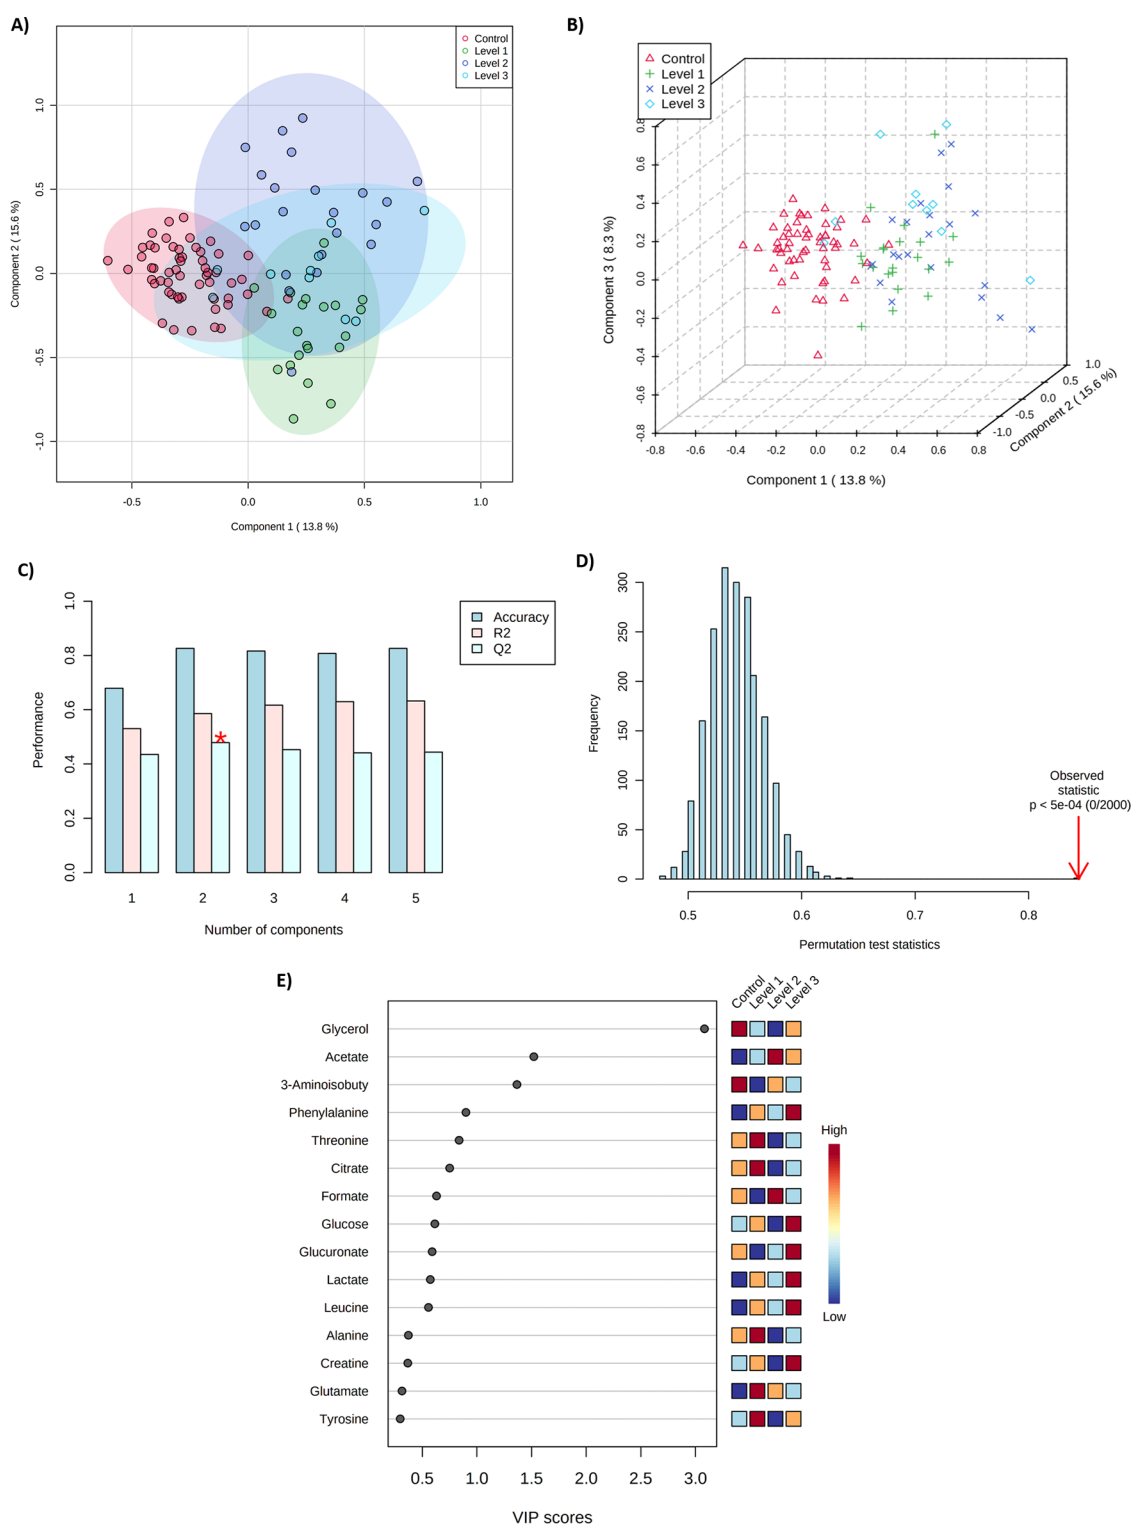 A)
Control
Level 1
Level 2
Level 3
1.0
0.5
0.0
-0.5
-1.0
Component 2 ( 15.6 %)
-0.5
0.0
0.5
1.0
Component 1 ( 13.8 %)
B)
Control
Level 1
Level 2
Level 3
0.8
0.6
0.4
0.2
0.0
-0.2
-0.4
-0.6
-0.8
Component 3 ( 8.3 %)
-0.8
-0.6
-0.4
-0.2
0.0
0.2
0.4
0.6
0.8
Component 1 ( 13.8 %)
-1.0
-0.5
0.0
0.5
1.0
Component 2 ( 15.6 %)
C)
1.0
0.8
0.6
0.4
0.2
0.0
Performance
Accuracy
R2
Q2
*
1
2
3
4
5
Number of components
D)
300
250
200
150
100
50
0
Frequency
Observed
statistic
p < 5e-04 (0/2000)
0.5
0.6
0.7
0.8
Permutation test statistics
E)
Control
Level 1
Level 2
Level 3
Glycerol
Acetate
3-Aminoisobuty
Phenylalanine
Threonine
Citrate
Formate
Glucose
Glucuronate
Lactate
Leucine
Alanine
Creatine
Glutamate
Tyrosine
High
Low
0.5
1.0
1.5
2.0
2.5
3.0
VIP scores